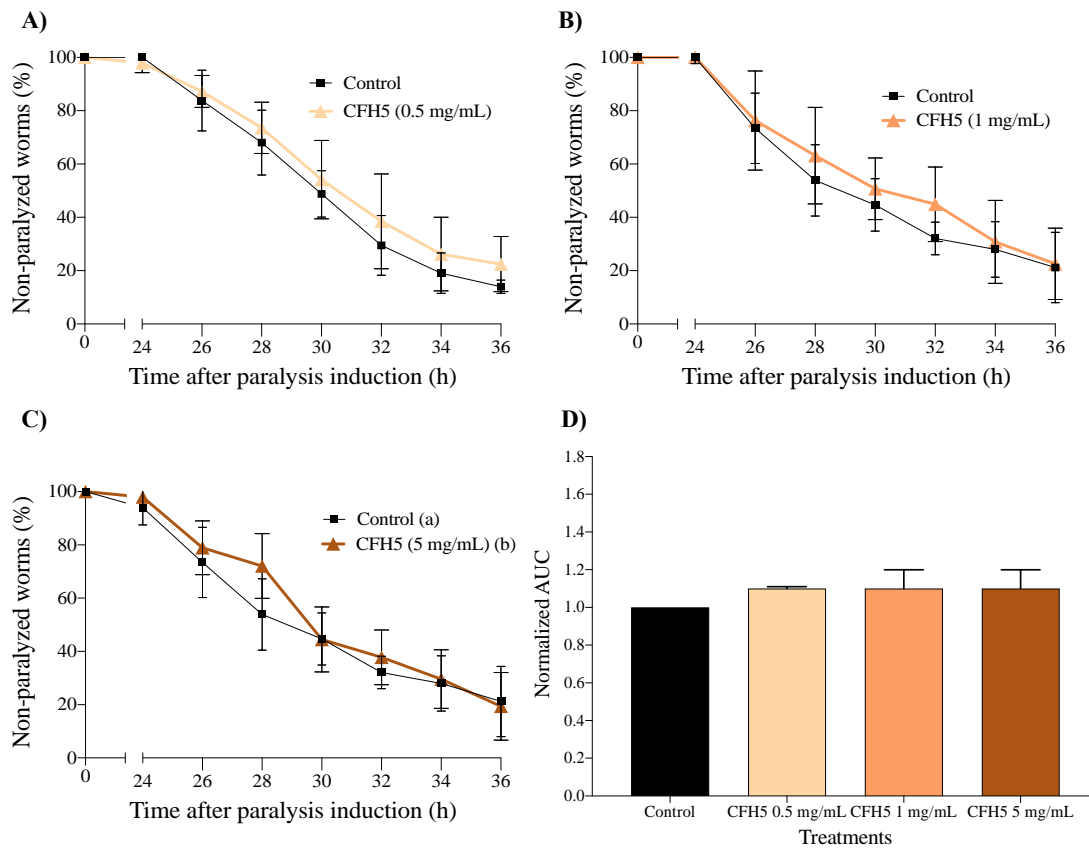 A)
Non-paralyzed worms (%)
100
80
60
40
20
0
Control
CFH5 (0.5 mg/mL)
0 24 26 28 30 32 34 36
Time after paralysis induction (h)
B)
Non-paralyzed worms (%)
100
80
60
40
20
0
Control
CFH5 (1 mg/mL)
0 24 26 28 30 32 34 36
Time after paralysis induction (h)
C)
Non-paralyzed worms (%)
100
80
60
40
20
0
Control (a)
CFH5 (5 mg/mL) (b)
0 24 26 28 30 32 34 36
Time after paralysis induction (h)
D)
Normalized AUC
1.8
1.6
1.4
1.2
1.0
0.8
0.6
0.4
0.2
0.0
Control CFH5 0.5 mg/mL CFH5 1 mg/mL CFH5 5 mg/mL
Treatments